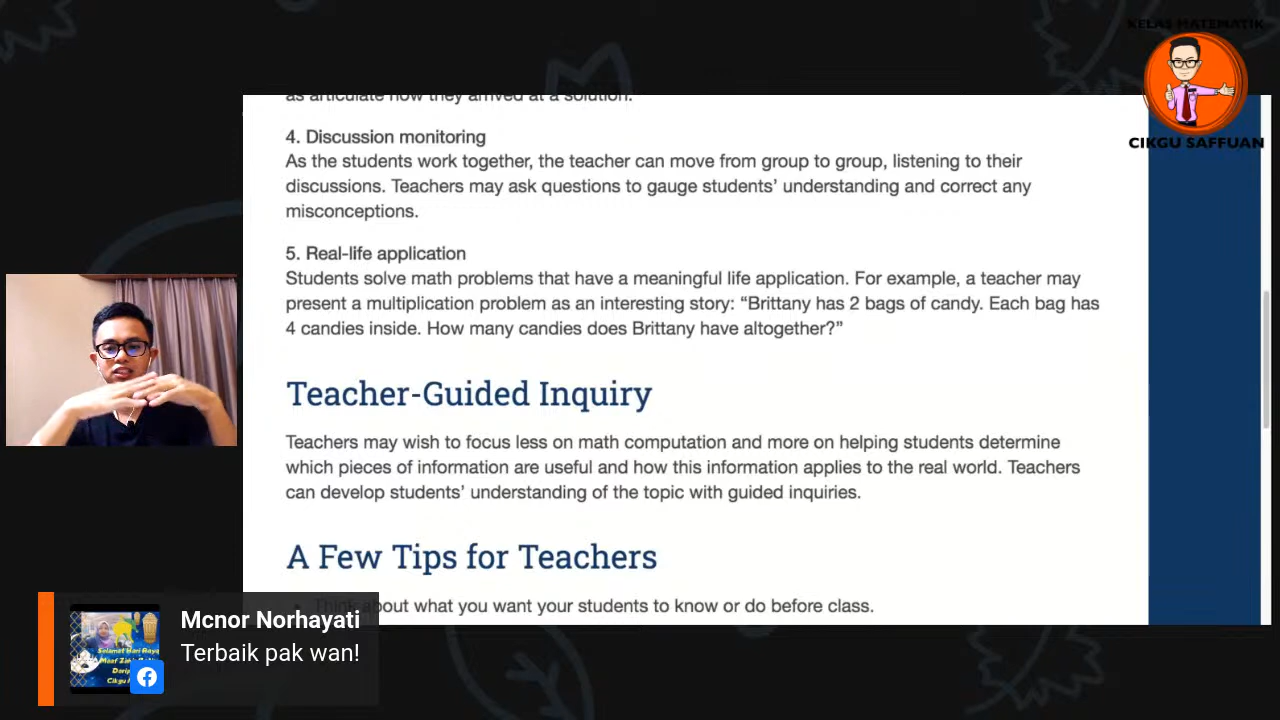 KELAS MATEMATIK
CIKGU SAFFUAN
as articulate how they arrived at a solution.
4. Discussion monitoring
As the students work together, the teacher can move from group to group, listening to their
discussions. Teachers may ask questions to gauge students’ understanding and correct any
misconceptions.
5. Real-life application
Students solve math problems that have a meaningful life application. For example, a teacher may
present a multiplication problem as an interesting story: “Brittany has 2 bags of candy. Each bag has
4 candies inside. How many candies does Brittany have altogether?”
Teacher-Guided Inquiry
Teachers may wish to focus less on math computation and more on helping students determine
which pieces of information are useful and how this information applies to the real world. Teachers
can develop students’ understanding of the topic with guided inquiries.
A Few Tips for Teachers
Think about what you want your students to know or do before class.
Mcnor Norhayati
Terbaik pak wan!
Selamat Hari Raya